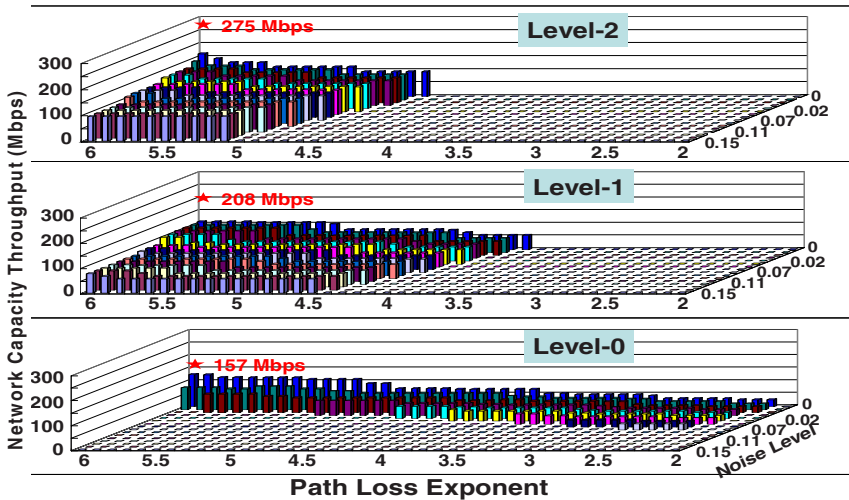 Network Capacity Throughput (Mbps)
275 Mbps
Level-2
300
200
100
0
6 5.5 5 4.5 4 3.5 3 2.5 2
0.15 0.11 0.07 0.02 0
208 Mbps
Level-1
300
200
100
0
6 5.5 5 4.5 4 3.5 3 2.5 2
0.15 0.11 0.07 0.02 0
157 Mbps
Level-0
300
200
100
0
6 5.5 5 4.5 4 3.5 3 2.5 2
0.15 0.11 0.07 0.02 0
Noise Level
Path Loss Exponent